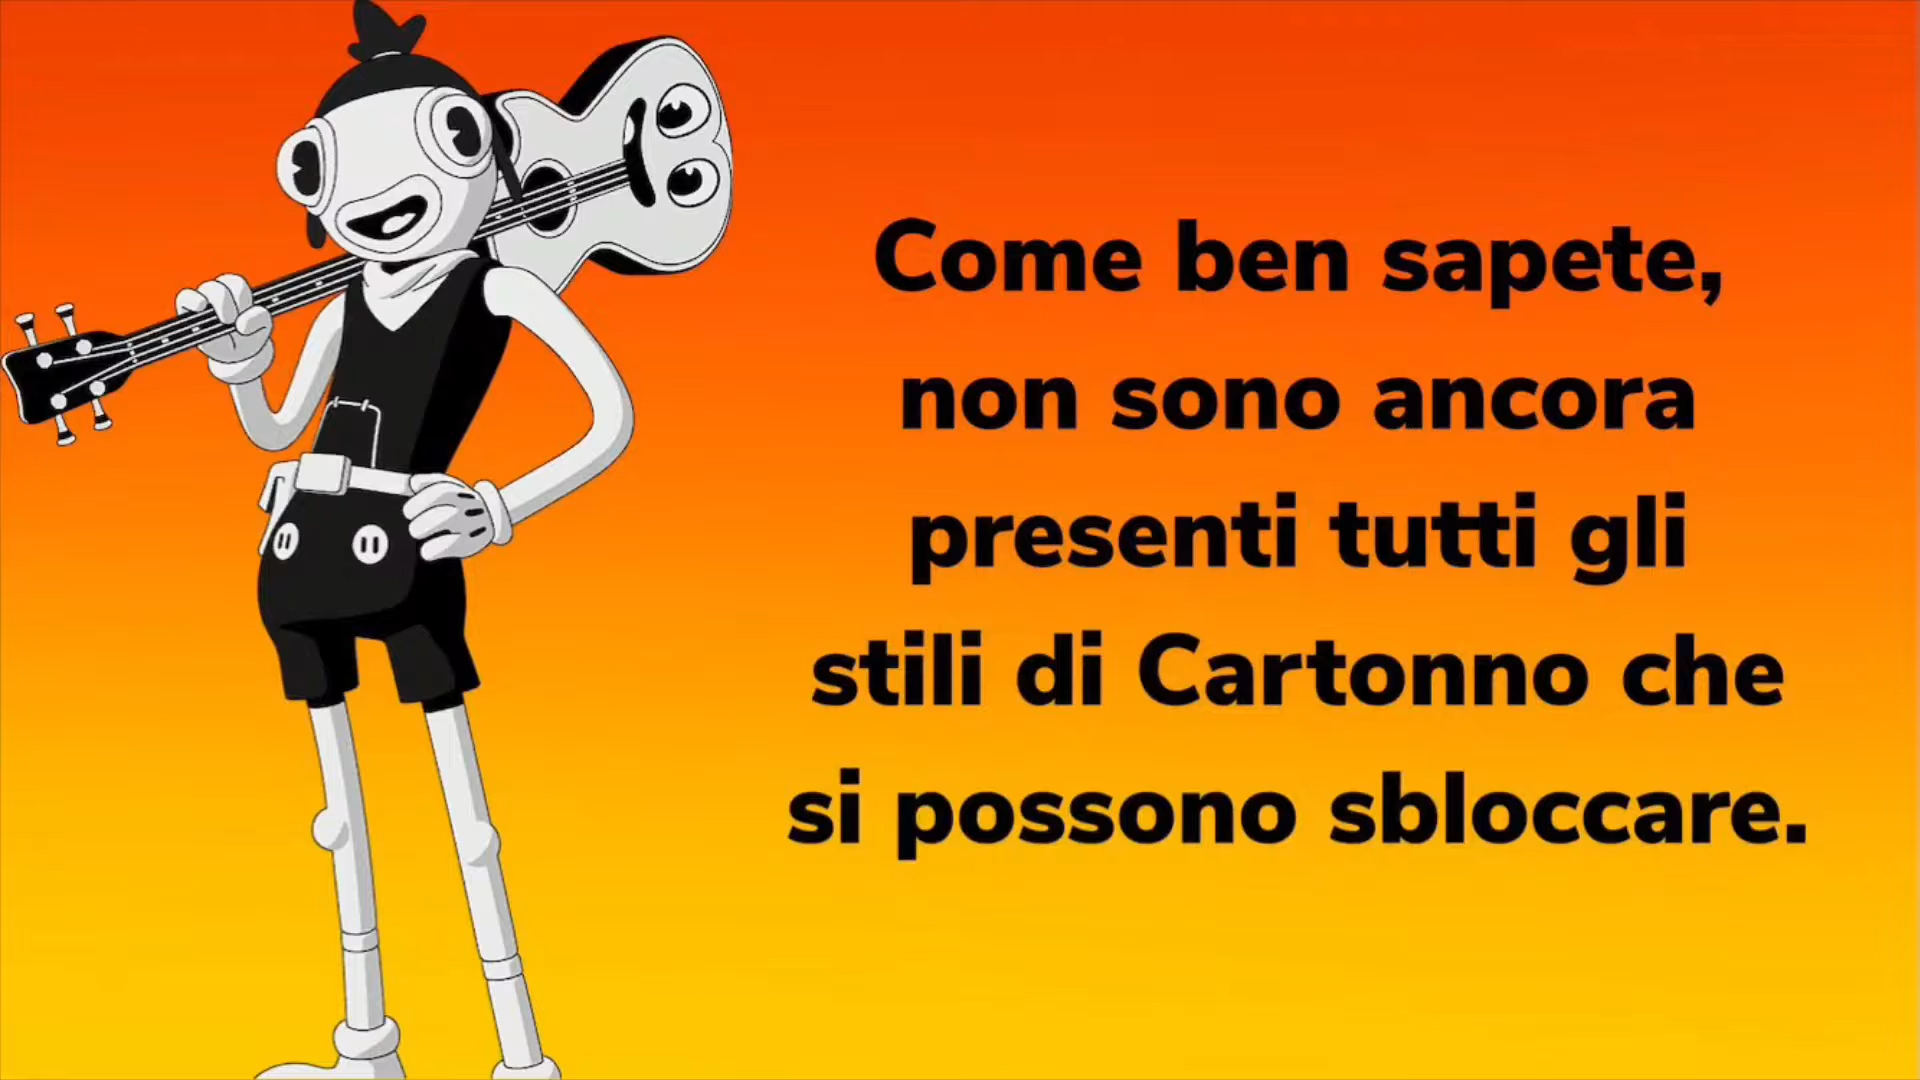 Come ben sapete,
non sono ancora
presenti tutti gli
stili di Cartonno che
si possono sbloccare.